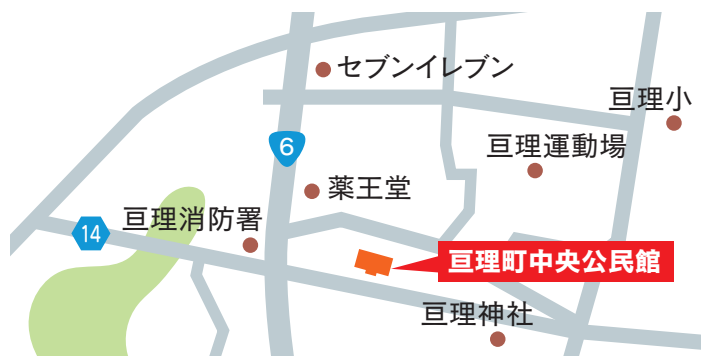 セブンイレブン
亘理小
6
亘理運動場
薬王堂
亘理消防署
14
亘理町中央公民館
亘理神社